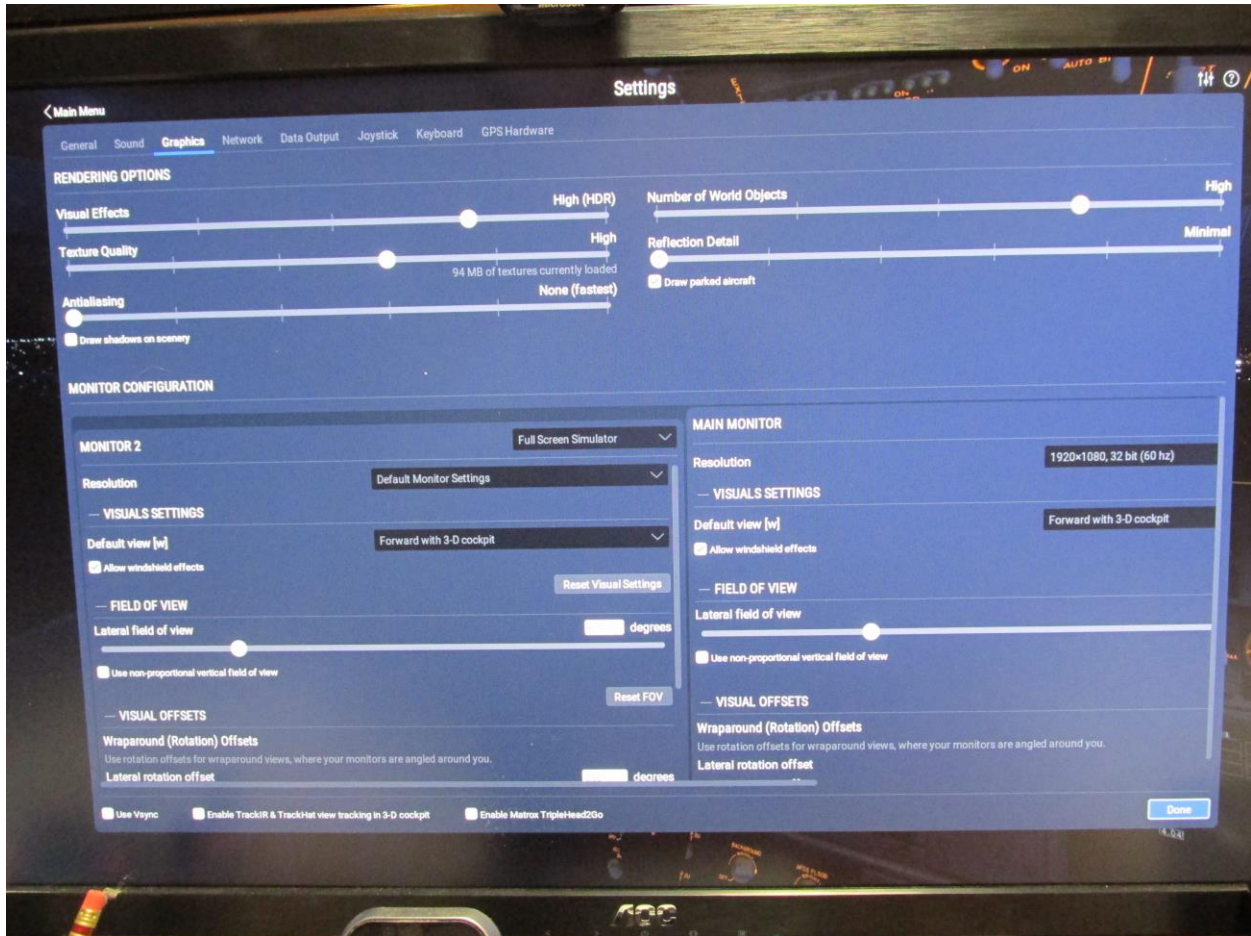 Microsoft
ON AUTO
Settings
Main Menu
General Sound Graphics Network Data Output Joystick Keyboard GPS Hardware
RENDERING OPTIONS
Visual Effects High (HDR)
Texture Quality High
94 MB of textures currently loaded
Antialiasing None (fastest)
Draw shadows on scenery
Number of World Objects High
Reflection Detail Minimal
Draw parked aircraft
MONITOR CONFIGURATION
MONITOR 2 Full Screen Simulator
Resolution Default Monitor Settings
— VISUALS SETTINGS
Default view [w] Forward with 3-D cockpit
Allow windshield effects
Reset Visual Settings
— FIELD OF VIEW
Lateral field of view degrees
Use non-proportional vertical field of view
Reset FOV
— VISUAL OFFSETS
Wraparound (Rotation) Offsets
Use rotation offsets for wraparound views, where your monitors are angled around you.
Lateral rotation offset degrees
MAIN MONITOR
Resolution 1920×1080, 32 bit (60 hz)
— VISUALS SETTINGS
Default view [w] Forward with 3-D cockpit
Allow windshield effects
— FIELD OF VIEW
Lateral field of view
Use non-proportional vertical field of view
— VISUAL OFFSETS
Wraparound (Rotation) Offsets
Use rotation offsets for wraparound views, where your monitors are angled around you.
Lateral rotation offset
Use Vsync Enable TrackIR & TrackHat view tracking in 3-D cockpit Enable Matrox TripleHead2Go
Done
BACKGROUND
AOC